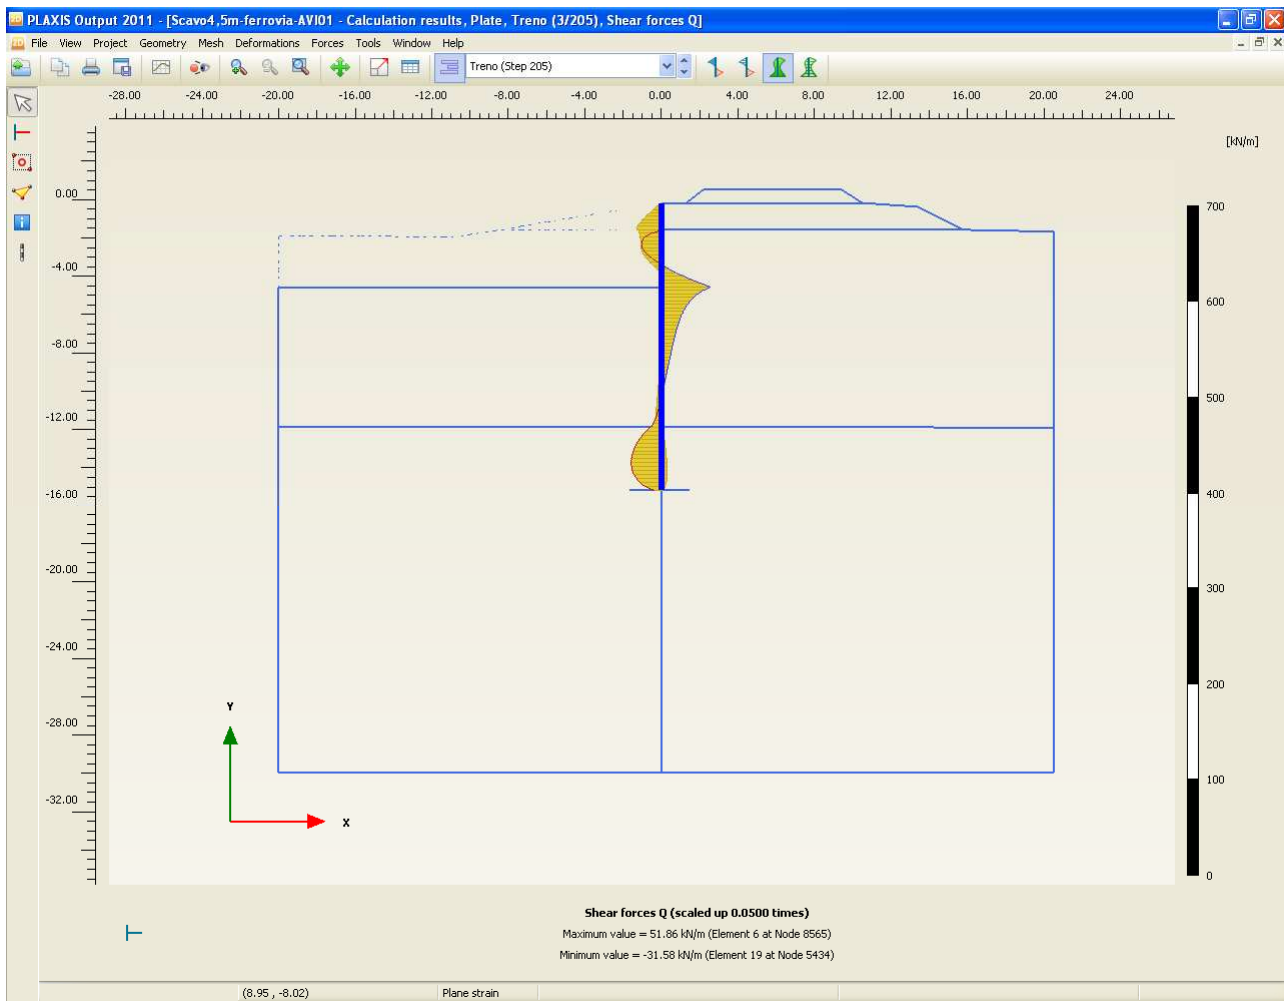 PLAXIS Output 2011 - [Scavo4,5m-ferrovia-AVI01 - Calculation results, Plate, Treno (3/205), Shear forces Q]
File View Project Geometry Mesh Deformations Forces Tools Window Help
Treno (Step 205)
-28.00 -24.00 -20.00 -16.00 -12.00 -8.00 -4.00 0.00 4.00 8.00 12.00 16.00 20.00 24.00
[kN/m]
0.00
700
-4.00
600
-8.00
500
-12.00
400
-16.00
300
-20.00
200
-24.00
Y
-28.00
100
-32.00
X
0
Shear forces Q (scaled up 0.0500 times)
Maximum value = 51.86 kN/m (Element 6 at Node 8565)
Minimum value = -31.58 kN/m (Element 19 at Node 5434)
(8.95 , -8.02) Plane strain